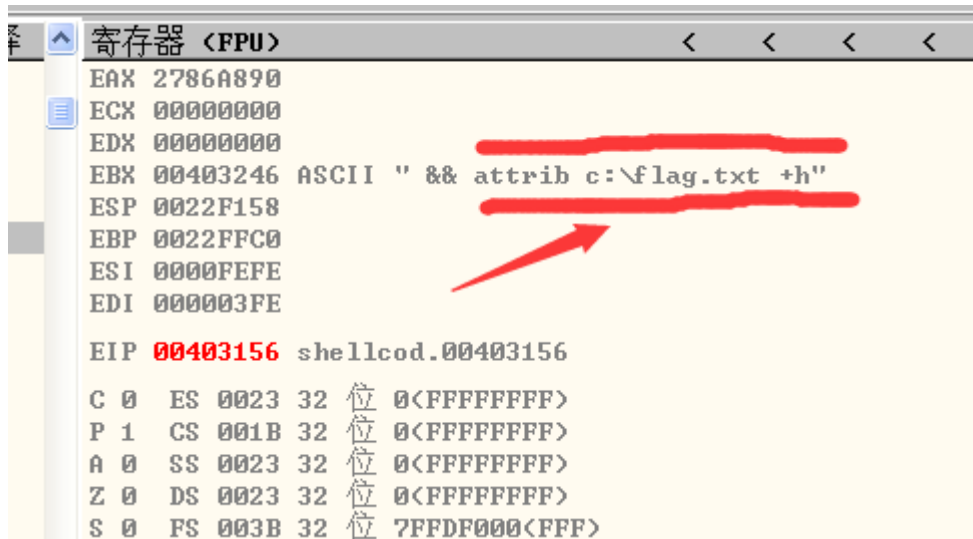 寄存器 (FPU) < < < <
EAX 2786A890
ECX 00000000
EDX 00000000
EBX 00403246 ASCII " && attrib c:\flag.txt +h"
ESP 0022F158
EBP 0022FFC0
ESI 0000FEFE
EDI 000003FE
EIP 00403156 shellcod.00403156
C 0 ES 0023 32 位 0(FFFFFFFF)
P 1 CS 001B 32 位 0(FFFFFFFF)
A 0 SS 0023 32 位 0(FFFFFFFF)
Z 0 DS 0023 32 位 0(FFFFFFFF)
S 0 FS 003B 32 位 7FFDF000(FFF)